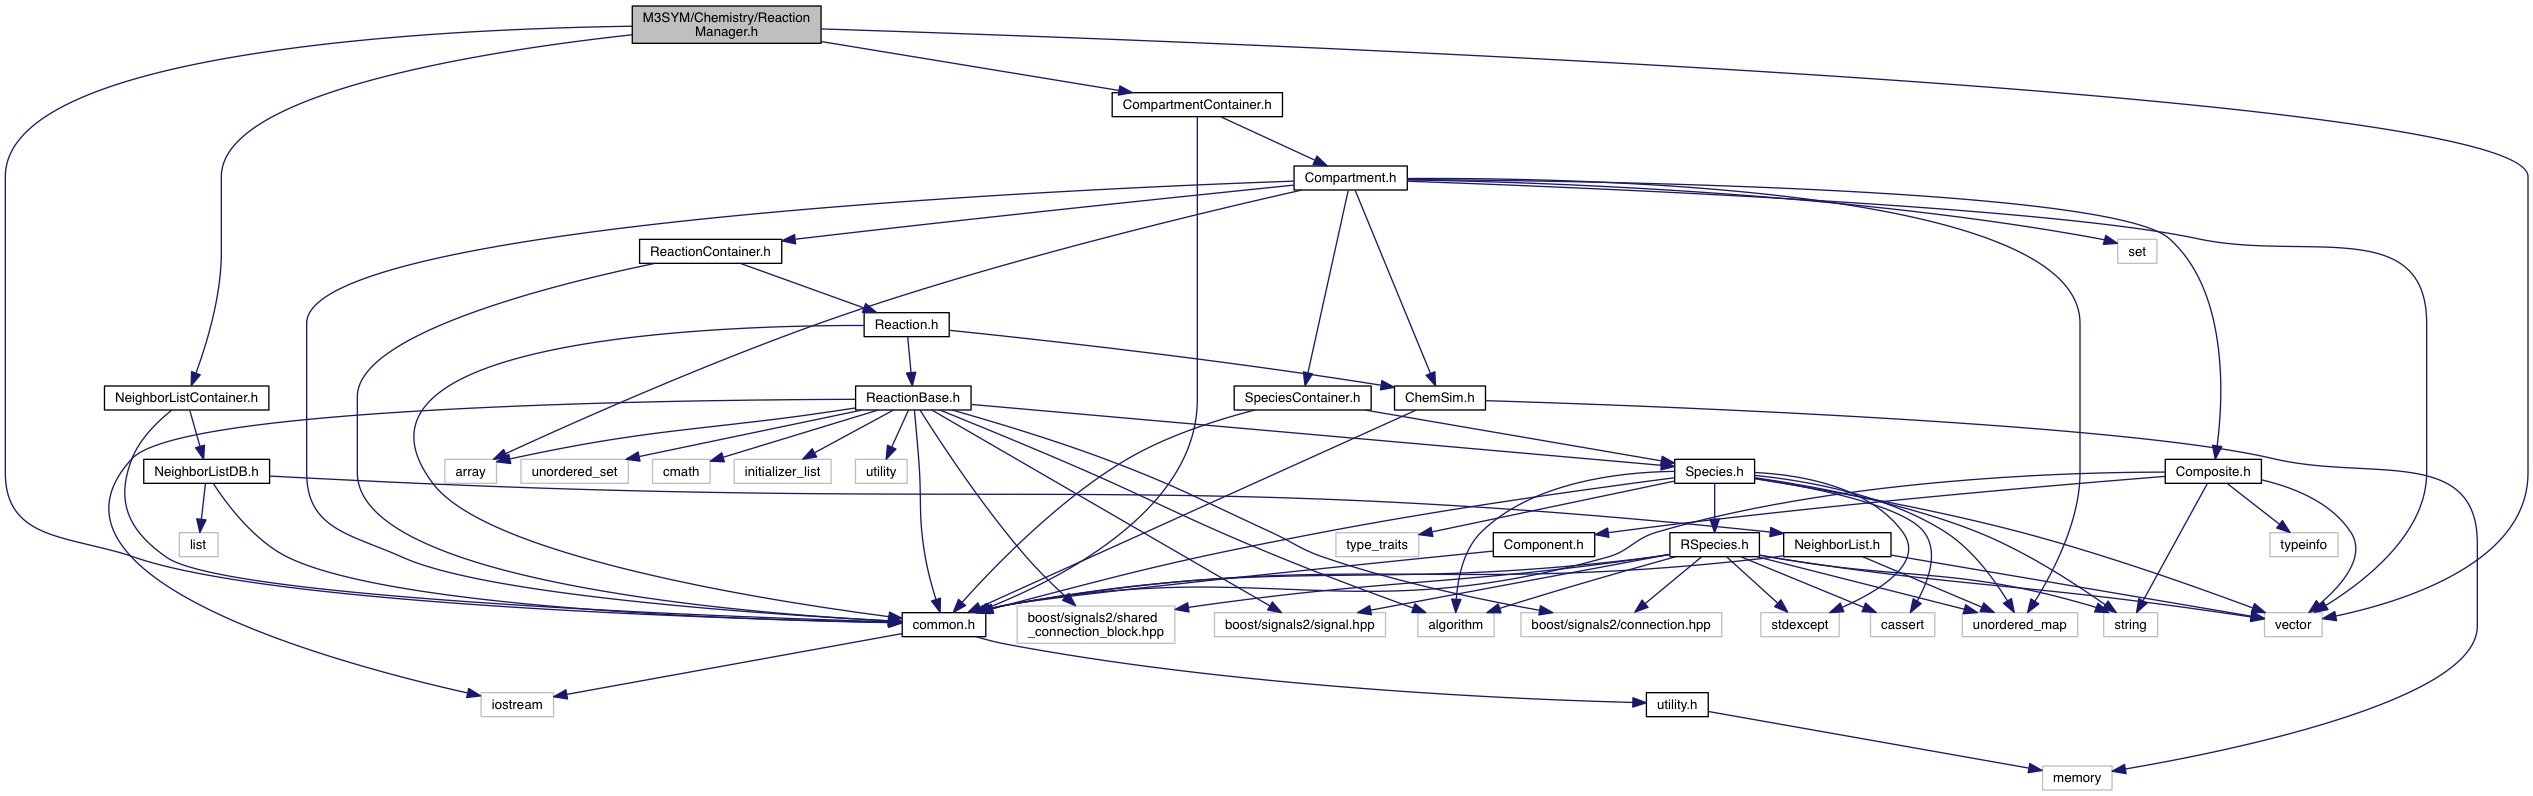 M3SYM/Chemistry/Reaction
Manager.h
CompartmentContainer.h
Compartment.h
ReactionContainer.h
set
Reaction.h
NeighborListContainer.h
ReactionBase.h
SpeciesContainer.h
ChemSim.h
NeighborListDB.h
array
unordered_set
cmath
initializer_list
utility
Species.h
Composite.h
list
type_traits
Component.h
RSpecies.h
NeighborList.h
typeinfo
common.h
boost/signals2/shared
_connection_block.hpp
boost/signals2/signal.hpp
algorithm
boost/signals2/connection.hpp
stdexcept
cassert
unordered_map
string
vector
iostream
utility.h
memory